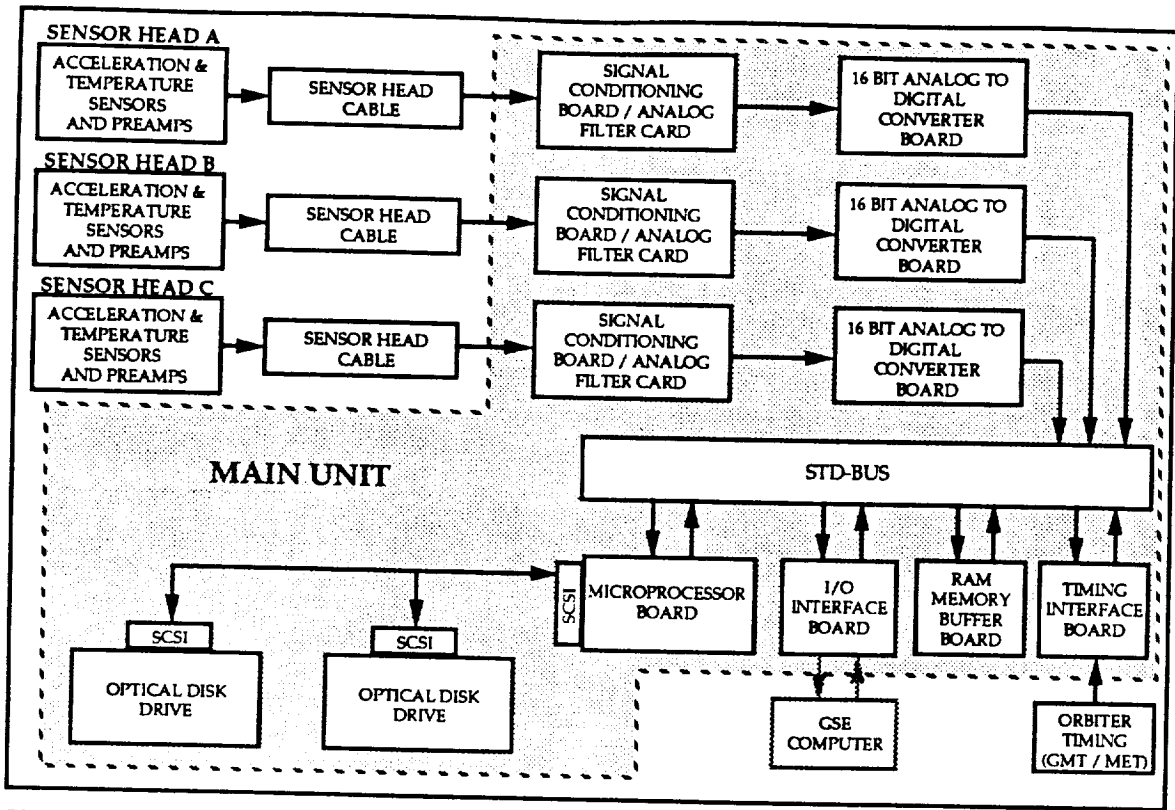 SENSOR HEAD A
ACCELERATION &
TEMPERATURE
SENSORS
AND PREAMPS
SENSOR HEAD
CABLE
SIGNAL
CONDITIONING
BOARD / ANALOG
FILTER CARD
16 BIT ANALOG TO
DIGITAL
CONVERTER
BOARD
SENSOR HEAD B
ACCELERATION &
TEMPERATURE
SENSORS
AND PREAMPS
SENSOR HEAD
CABLE
SIGNAL
CONDITIONING
BOARD / ANALOG
FILTER CARD
16 BIT ANALOG TO
DIGITAL
CONVERTER
BOARD
SENSOR HEAD C
ACCELERATION &
TEMPERATURE
SENSORS
AND PREAMPS
SENSOR HEAD
CABLE
SIGNAL
CONDITIONING
BOARD / ANALOG
FILTER CARD
16 BIT ANALOG TO
DIGITAL
CONVERTER
BOARD
MAIN UNIT
STD-BUS
SCSI
MICROPROCESSOR
BOARD
I/O
INTERFACE
BOARD
RAM
MEMORY
BUFFER
BOARD
TIMING
INTERFACE
BOARD
SCSI
OPTICAL DISK
DRIVE
SCSI
OPTICAL DISK
DRIVE
GSE
COMPUTER
ORBITER
TIMING
(GMT / MET)